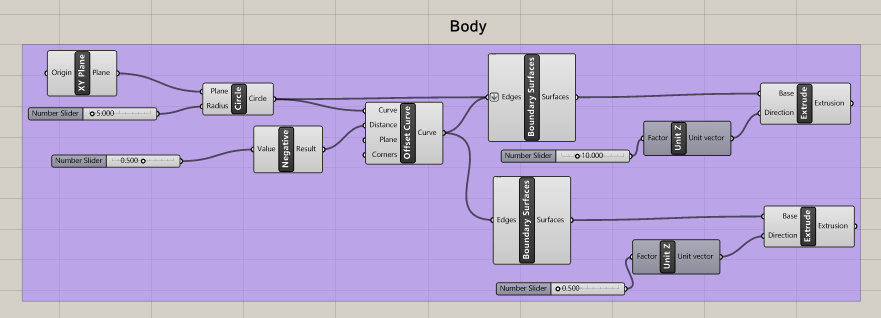 Body
Origin
XY Plane
Plane
Number Slider
5.000
Plane
Radius
Circle
Circle
Number Slider
0.500
Value
Negative
Result
Curve
Distance
Plane
Corners
Offset Curve
Curve
Edges
Boundary Surfaces
Surfaces
Number Slider
10.000
Factor
Unit Z
Unit vector
Base
Direction
Extrude
Extrusion
Edges
Boundary Surfaces
Surfaces
Number Slider
0.500
Factor
Unit Z
Unit vector
Base
Direction
Extrude
Extrusion